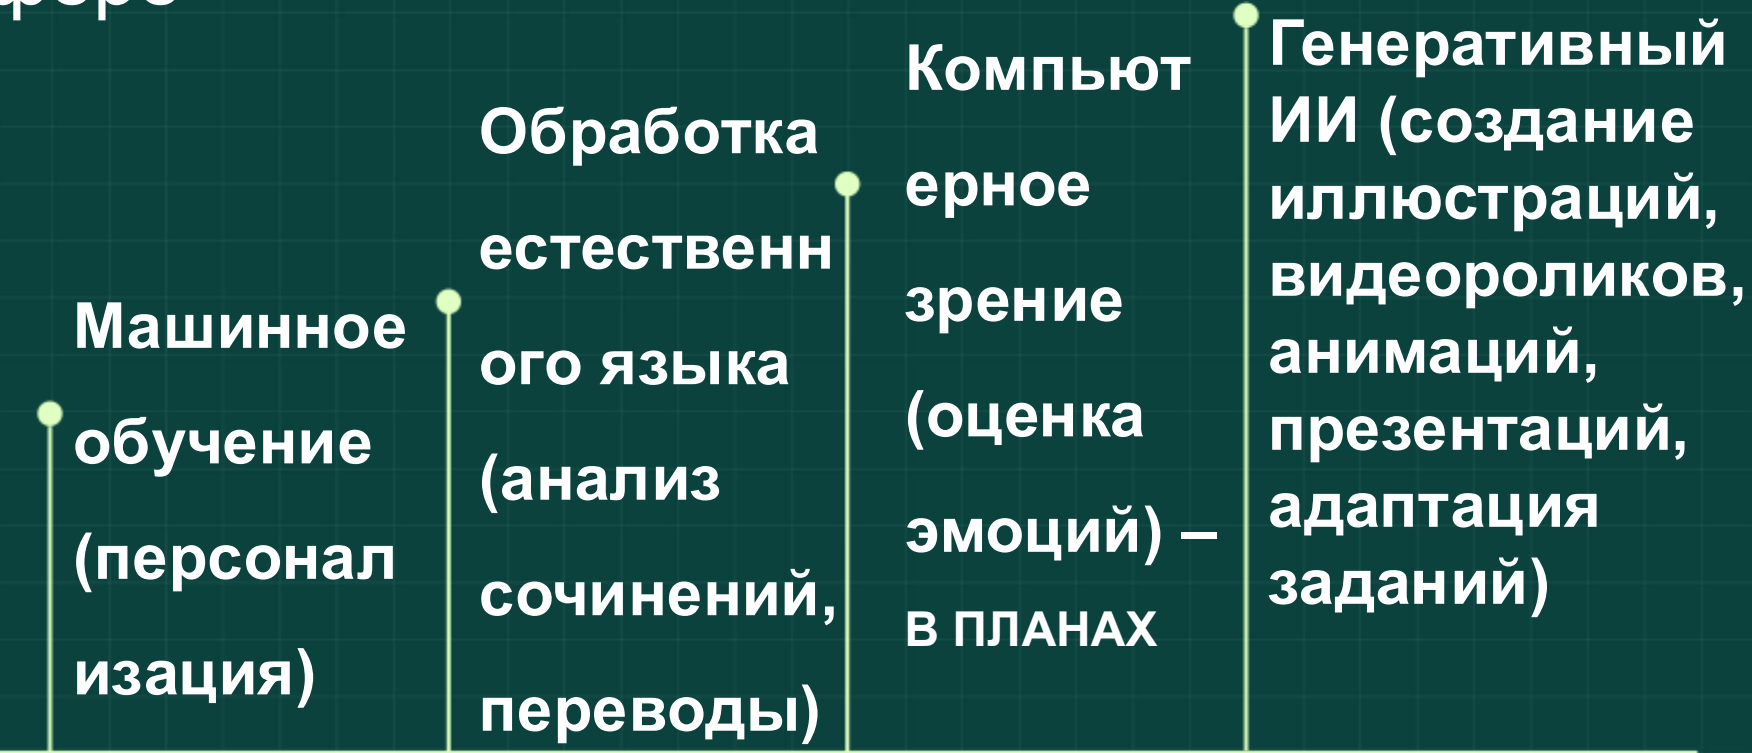 Машинное
обучение
(персонал
изация)
Обработка
естественн
ого языка
(анализ
сочинений,
переводы)
Компьют
ерное
зрение
(оценка
эмоций) –
В ПЛАНАХ
Генеративный
ИИ (создание
иллюстраций,
видеороликов,
анимаций,
презентаций,
адаптация
заданий)